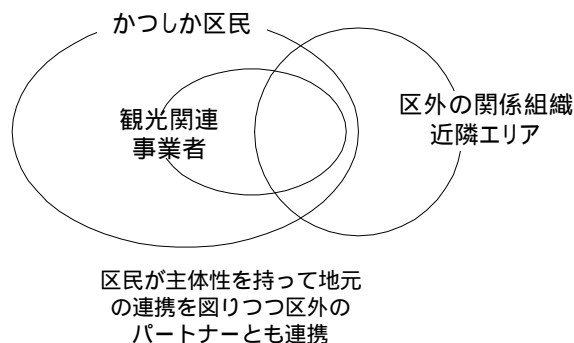 かつしか区民
観光関連
事業者
区外の関係組織
近隣エリア
区民が主体性を持って地元
の連携を図りつつ区外の
パートナーとも連携